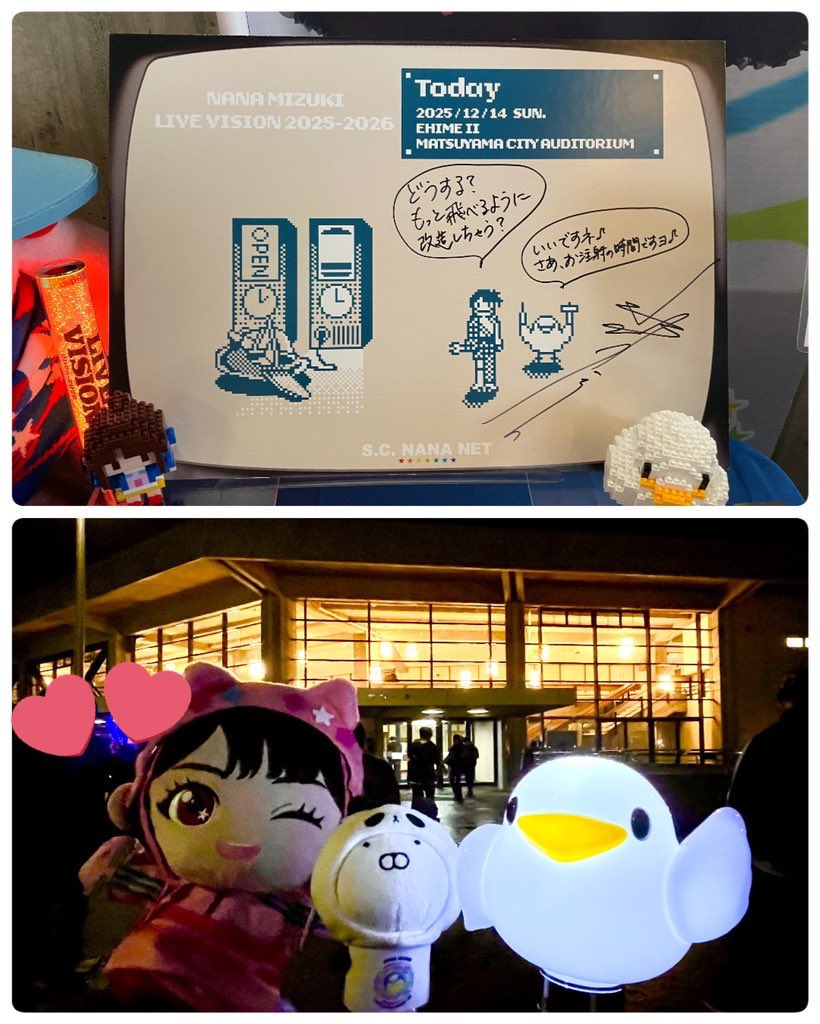 NANA MIZUKI
LIVE VISION 2025-2026
Today
2025/12/14 SUN.
EHIME II
MATSUYAMA CITY AUDITORIUM
どうする?
もっと飛べるように
改造しちゃう?
いいですネ♪
さあ、お注射の時間ですヨ♪
OPEN
LIVE
VISION
S.C. NANA NET